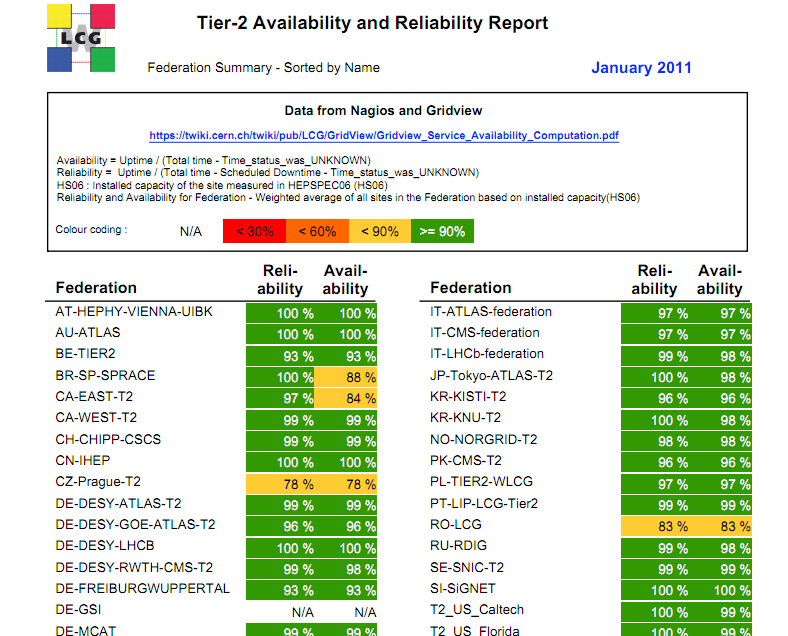 LCG
Tier-2 Availability and Reliability Report
Federation Summary - Sorted by Name
January 2011
Data from Nagios and Gridview
https://twiki.cern.ch/twiki/pub/LCG/GridView/Gridview_Service_Availability_Computation.pdf
Availability = Uptime / (Total time - Time_status_was_UNKNOWN)
Reliability = Uptime / (Total time - Scheduled Downtime - Time_status_was_UNKNOWN)
HS06 : Installed capacity of the site measured in HEPSPEC06 (HS06)
Reliability and Availability for Federation - Weighted average of all sites in the Federation based on installed capacity(HS06)
Colour coding : N/A < 30% < 60% < 90% >= 90%
Federation Reli-ability Avail-ability
AT-HEPHY-VIENNA-UIBK 100 % 100 %
AU-ATLAS 100 % 100 %
BE-TIER2 93 % 93 %
BR-SP-SPRACE 100 % 88 %
CA-EAST-T2 97 % 84 %
CA-WEST-T2 99 % 99 %
CH-CHIPP-CSCS 99 % 99 %
CN-IHEP 100 % 100 %
CZ-Prague-T2 78 % 78 %
DE-DESY-ATLAS-T2 99 % 99 %
DE-DESY-GOE-ATLAS-T2 96 % 96 %
DE-DESY-LHCB 100 % 100 %
DE-DESY-RWTH-CMS-T2 99 % 98 %
DE-FREIBURGWUPPERTAL 93 % 93 %
DE-GSI N/A N/A
DE-MCAT 99 % 99 %
Federation Reli-ability Avail-ability
IT-ATLAS-federation 97 % 97 %
IT-CMS-federation 97 % 97 %
IT-LHCb-federation 99 % 98 %
JP-Tokyo-ATLAS-T2 100 % 98 %
KR-KISTI-T2 96 % 96 %
KR-KNU-T2 100 % 98 %
NO-NORGRID-T2 98 % 98 %
PK-CMS-T2 96 % 96 %
PL-TIER2-WLCG 97 % 97 %
PT-LIP-LCG-Tier2 99 % 99 %
RO-LCG 83 % 83 %
RU-RDIG 99 % 98 %
SE-SNIC-T2 99 % 99 %
SI-SiGNET 100 % 100 %
T2_US_Caltech 100 % 99 %
T2_US_Florida 100 % 99 %